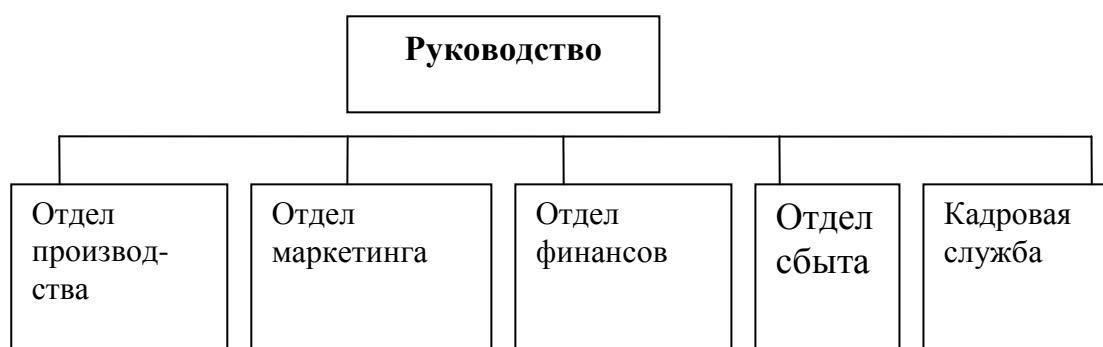 Руководство
Отдел
производ-
ства
Отдел
маркетинга
Отдел
финансов
Отдел
сбыта
Кадровая
служба